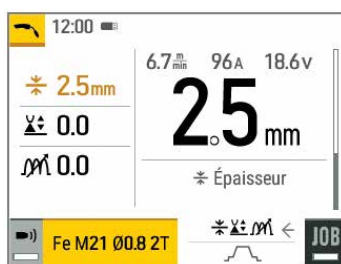 12:00
6.7 m/min 96A 18.6V
2.5mm
0.0
0.0
2.5 mm
Épaisseur
Fe M21 Ø0.8 2T
JOB